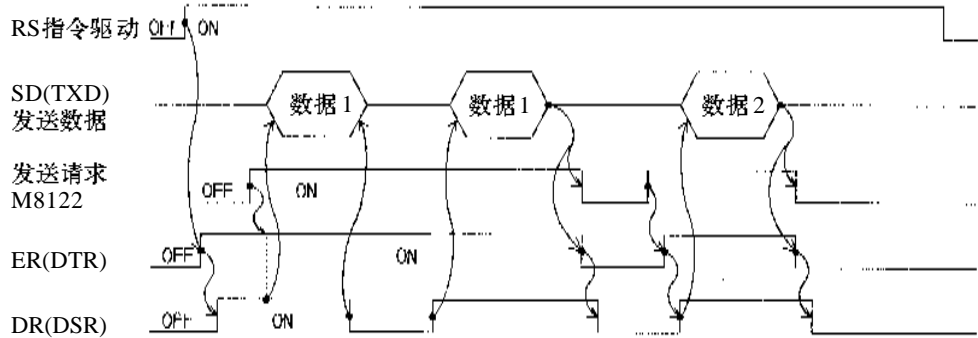 RS指令驱动 OFF ON
SD(TXD)
发送数据
数据1 数据1 数据2
发送请求
M8122
OFF ON
ER(DTR)
OFF ON
DR(DSR)
OFF ON